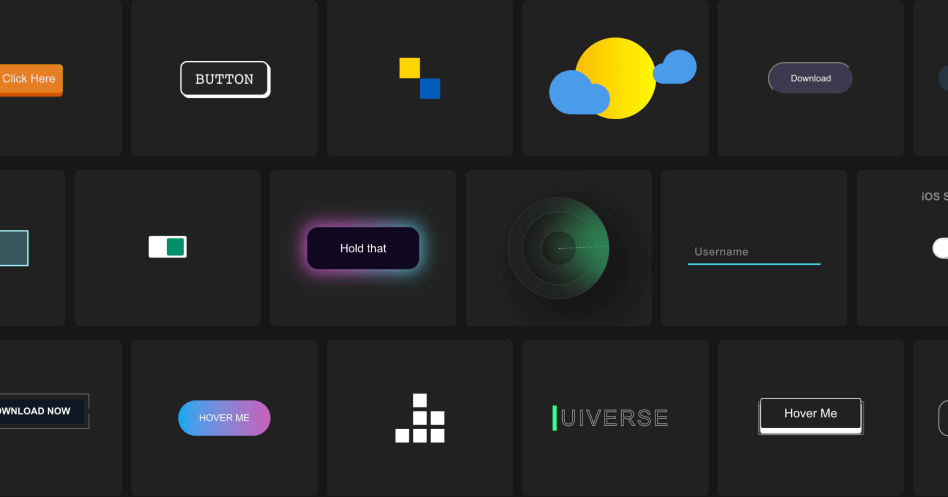 Click Here
BUTTON
Download
iOS S
Hold that
Username
OWNLOAD NOW
HOVER ME
UIVERSE
Hover Me